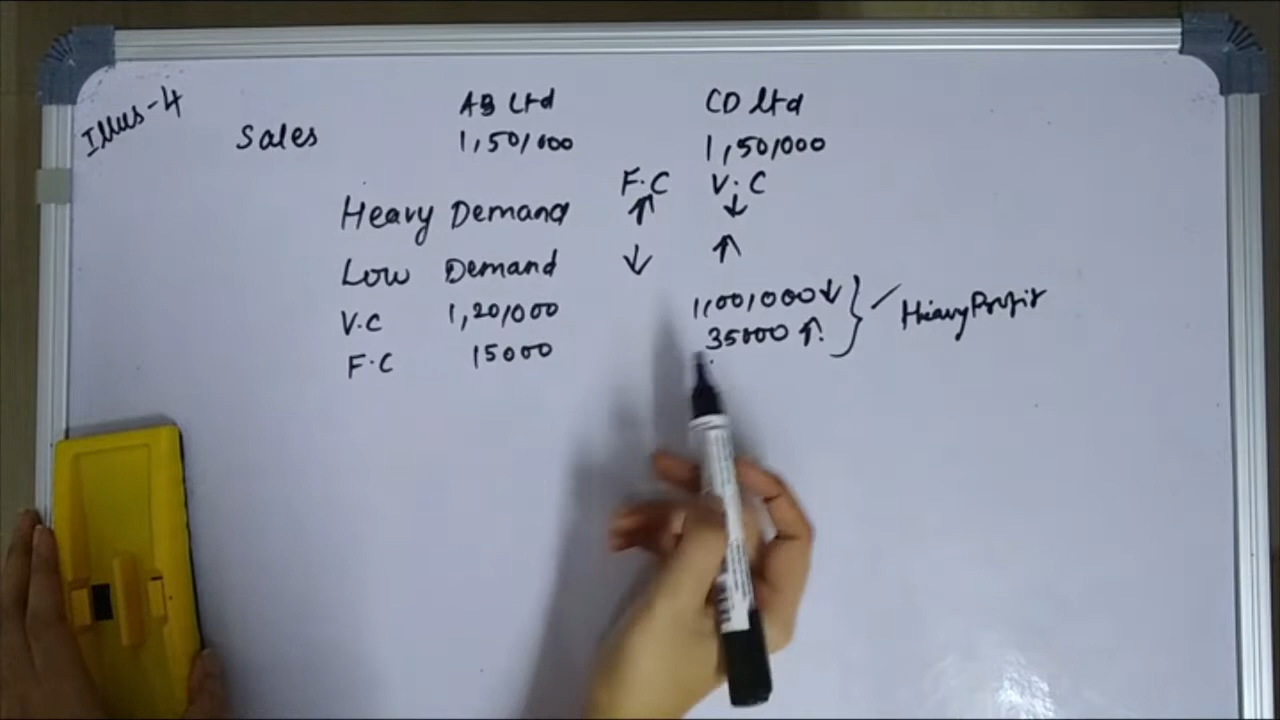 Illus-4
AB Ltd CD ltd
Sales 1,50,000 1,50,000
F.C V.C
Heavy Demand ↑ ↓
Low Demand ↓ ↑
V.C 1,20,000 1,00,000↓
F.C 15000 35000 ↑
Heavy Profit